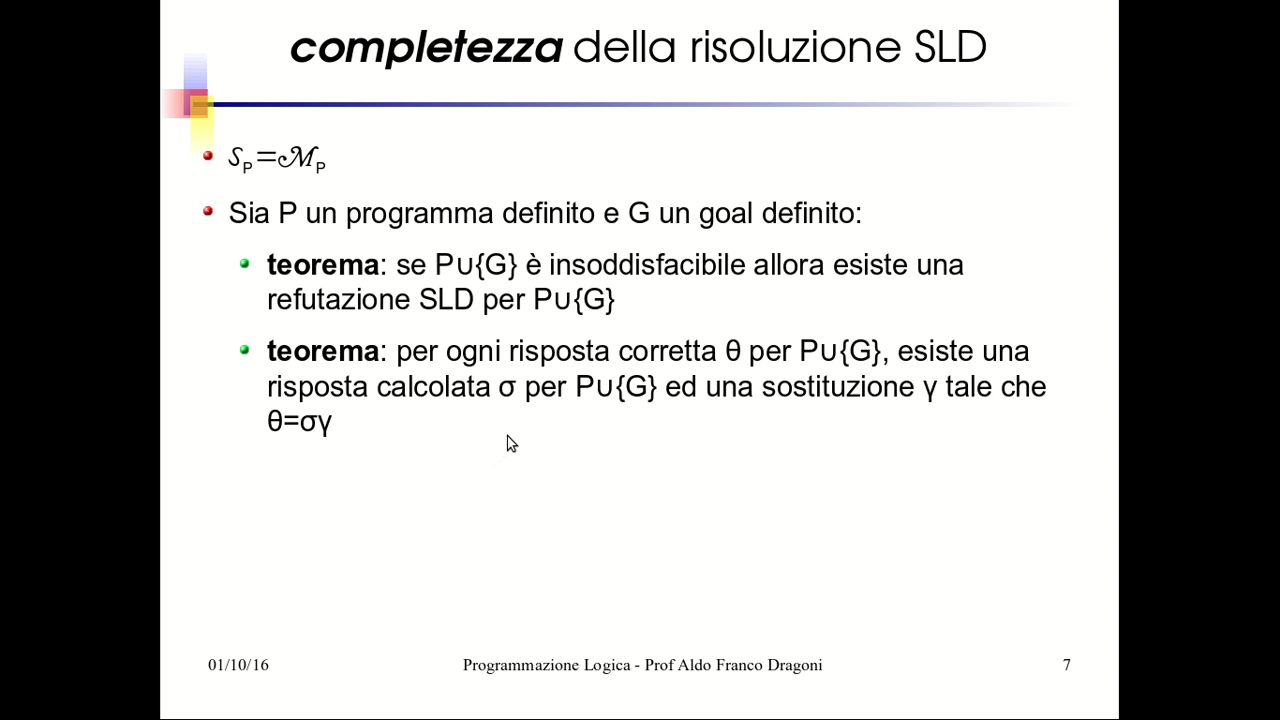 completezza della risoluzione SLD
𝒮P=ℳP
Sia P un programma definito e G un goal definito:
teorema: se P∪{G} è insoddisfacibile allora esiste una
refutazione SLD per P∪{G}
teorema: per ogni risposta corretta θ per P∪{G}, esiste una
risposta calcolata σ per P∪{G} ed una sostituzione γ tale che
θ=σγ
01/10/16 Programmazione Logica - Prof Aldo Franco Dragoni 7